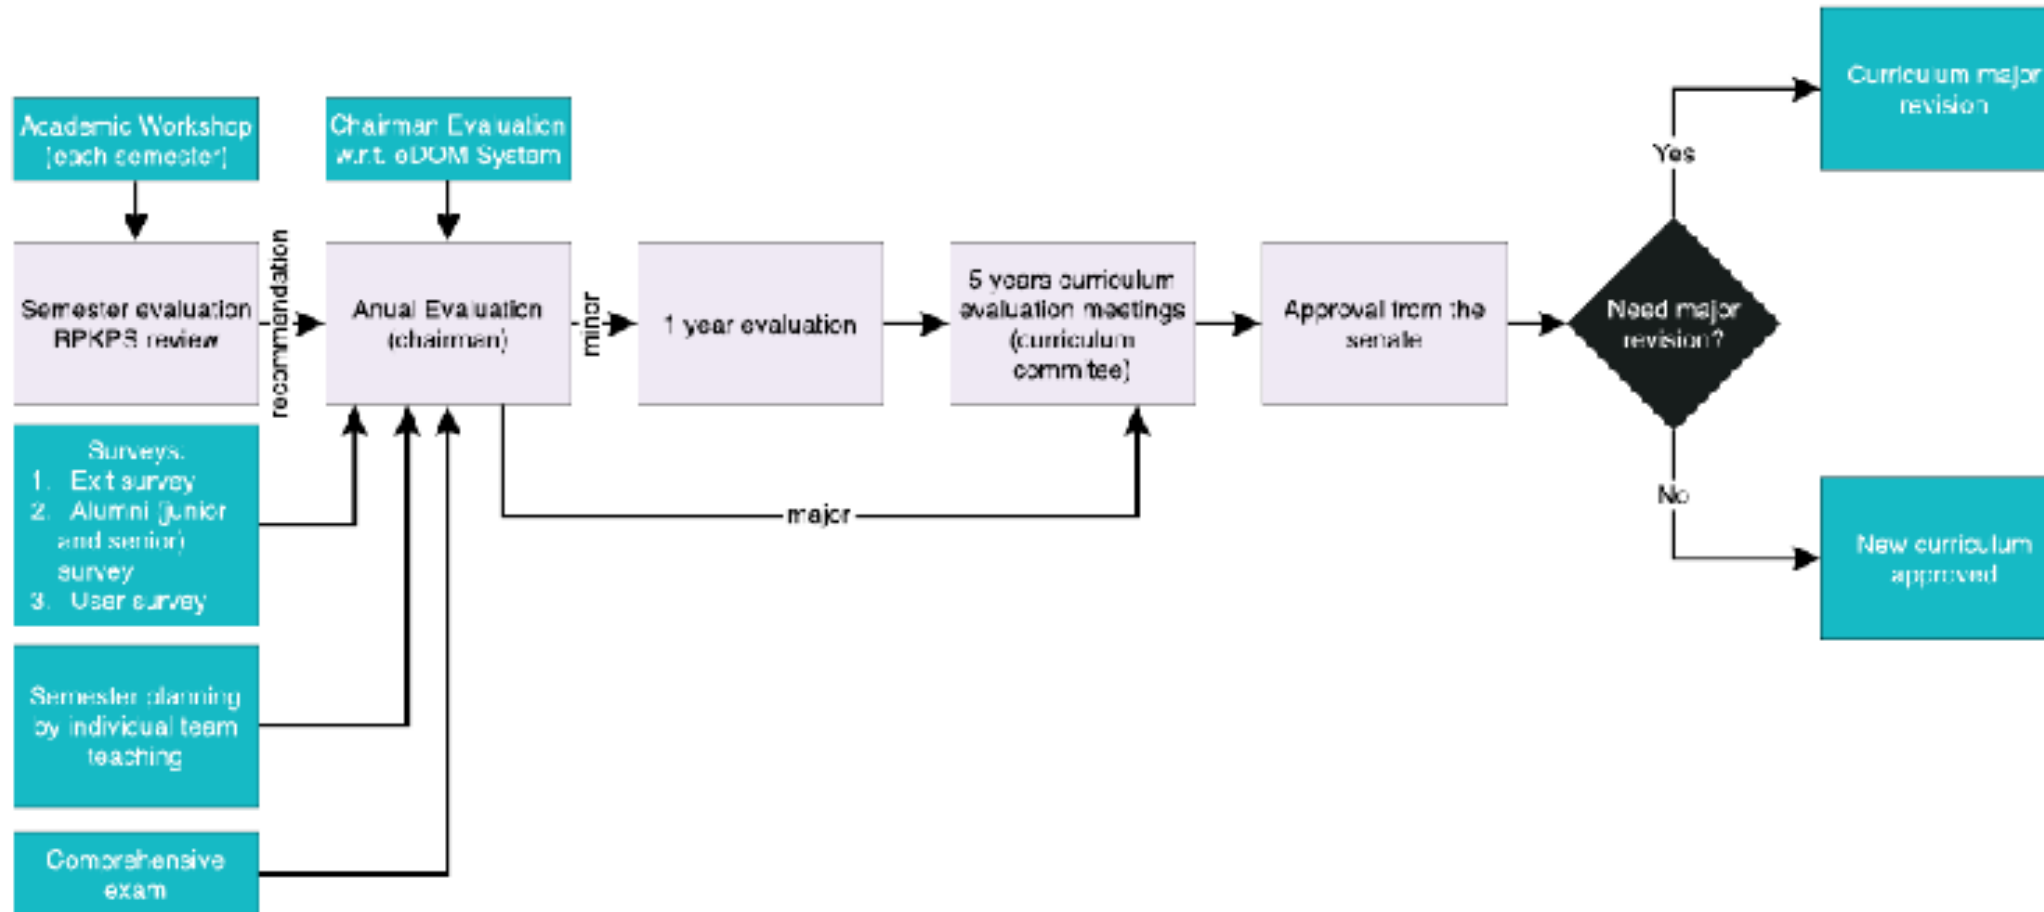 Academic Workshop
(each semester)
Chairman Evaluation
w.r.t. eDOM System
Semester evaluation
RPKPS review
recommendation
Anual Evaluation
(chairman)
minor
1 year evaluation
5 years curriculum
evaluation meetings
(curriculum
commitee)
Approval from the
senate
Need major
revision?
Yes
Curriculum major
revision
No
New curriculum
approved
major
Surveys:
1. Exit survey
2. Alumni (junior
and senior)
survey
3. User survey
Semester planning
by individual team
teaching
Comprehensive
exam